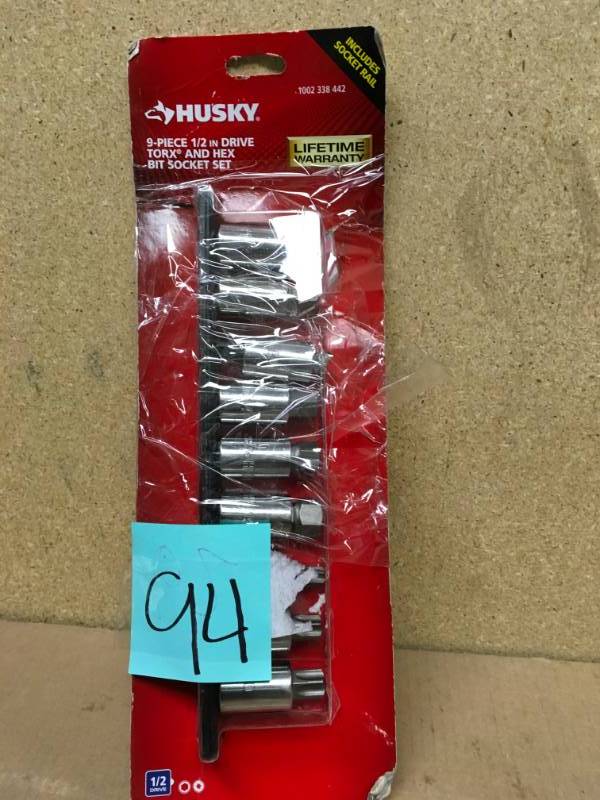 INCLUDES
SOCKET RAIL
1002 338 442
HUSKY
9-PIECE 1/2 IN DRIVE
TORX® AND HEX
BIT SOCKET SET
LIFETIME
WARRANTY
94
1/2
DRIVE